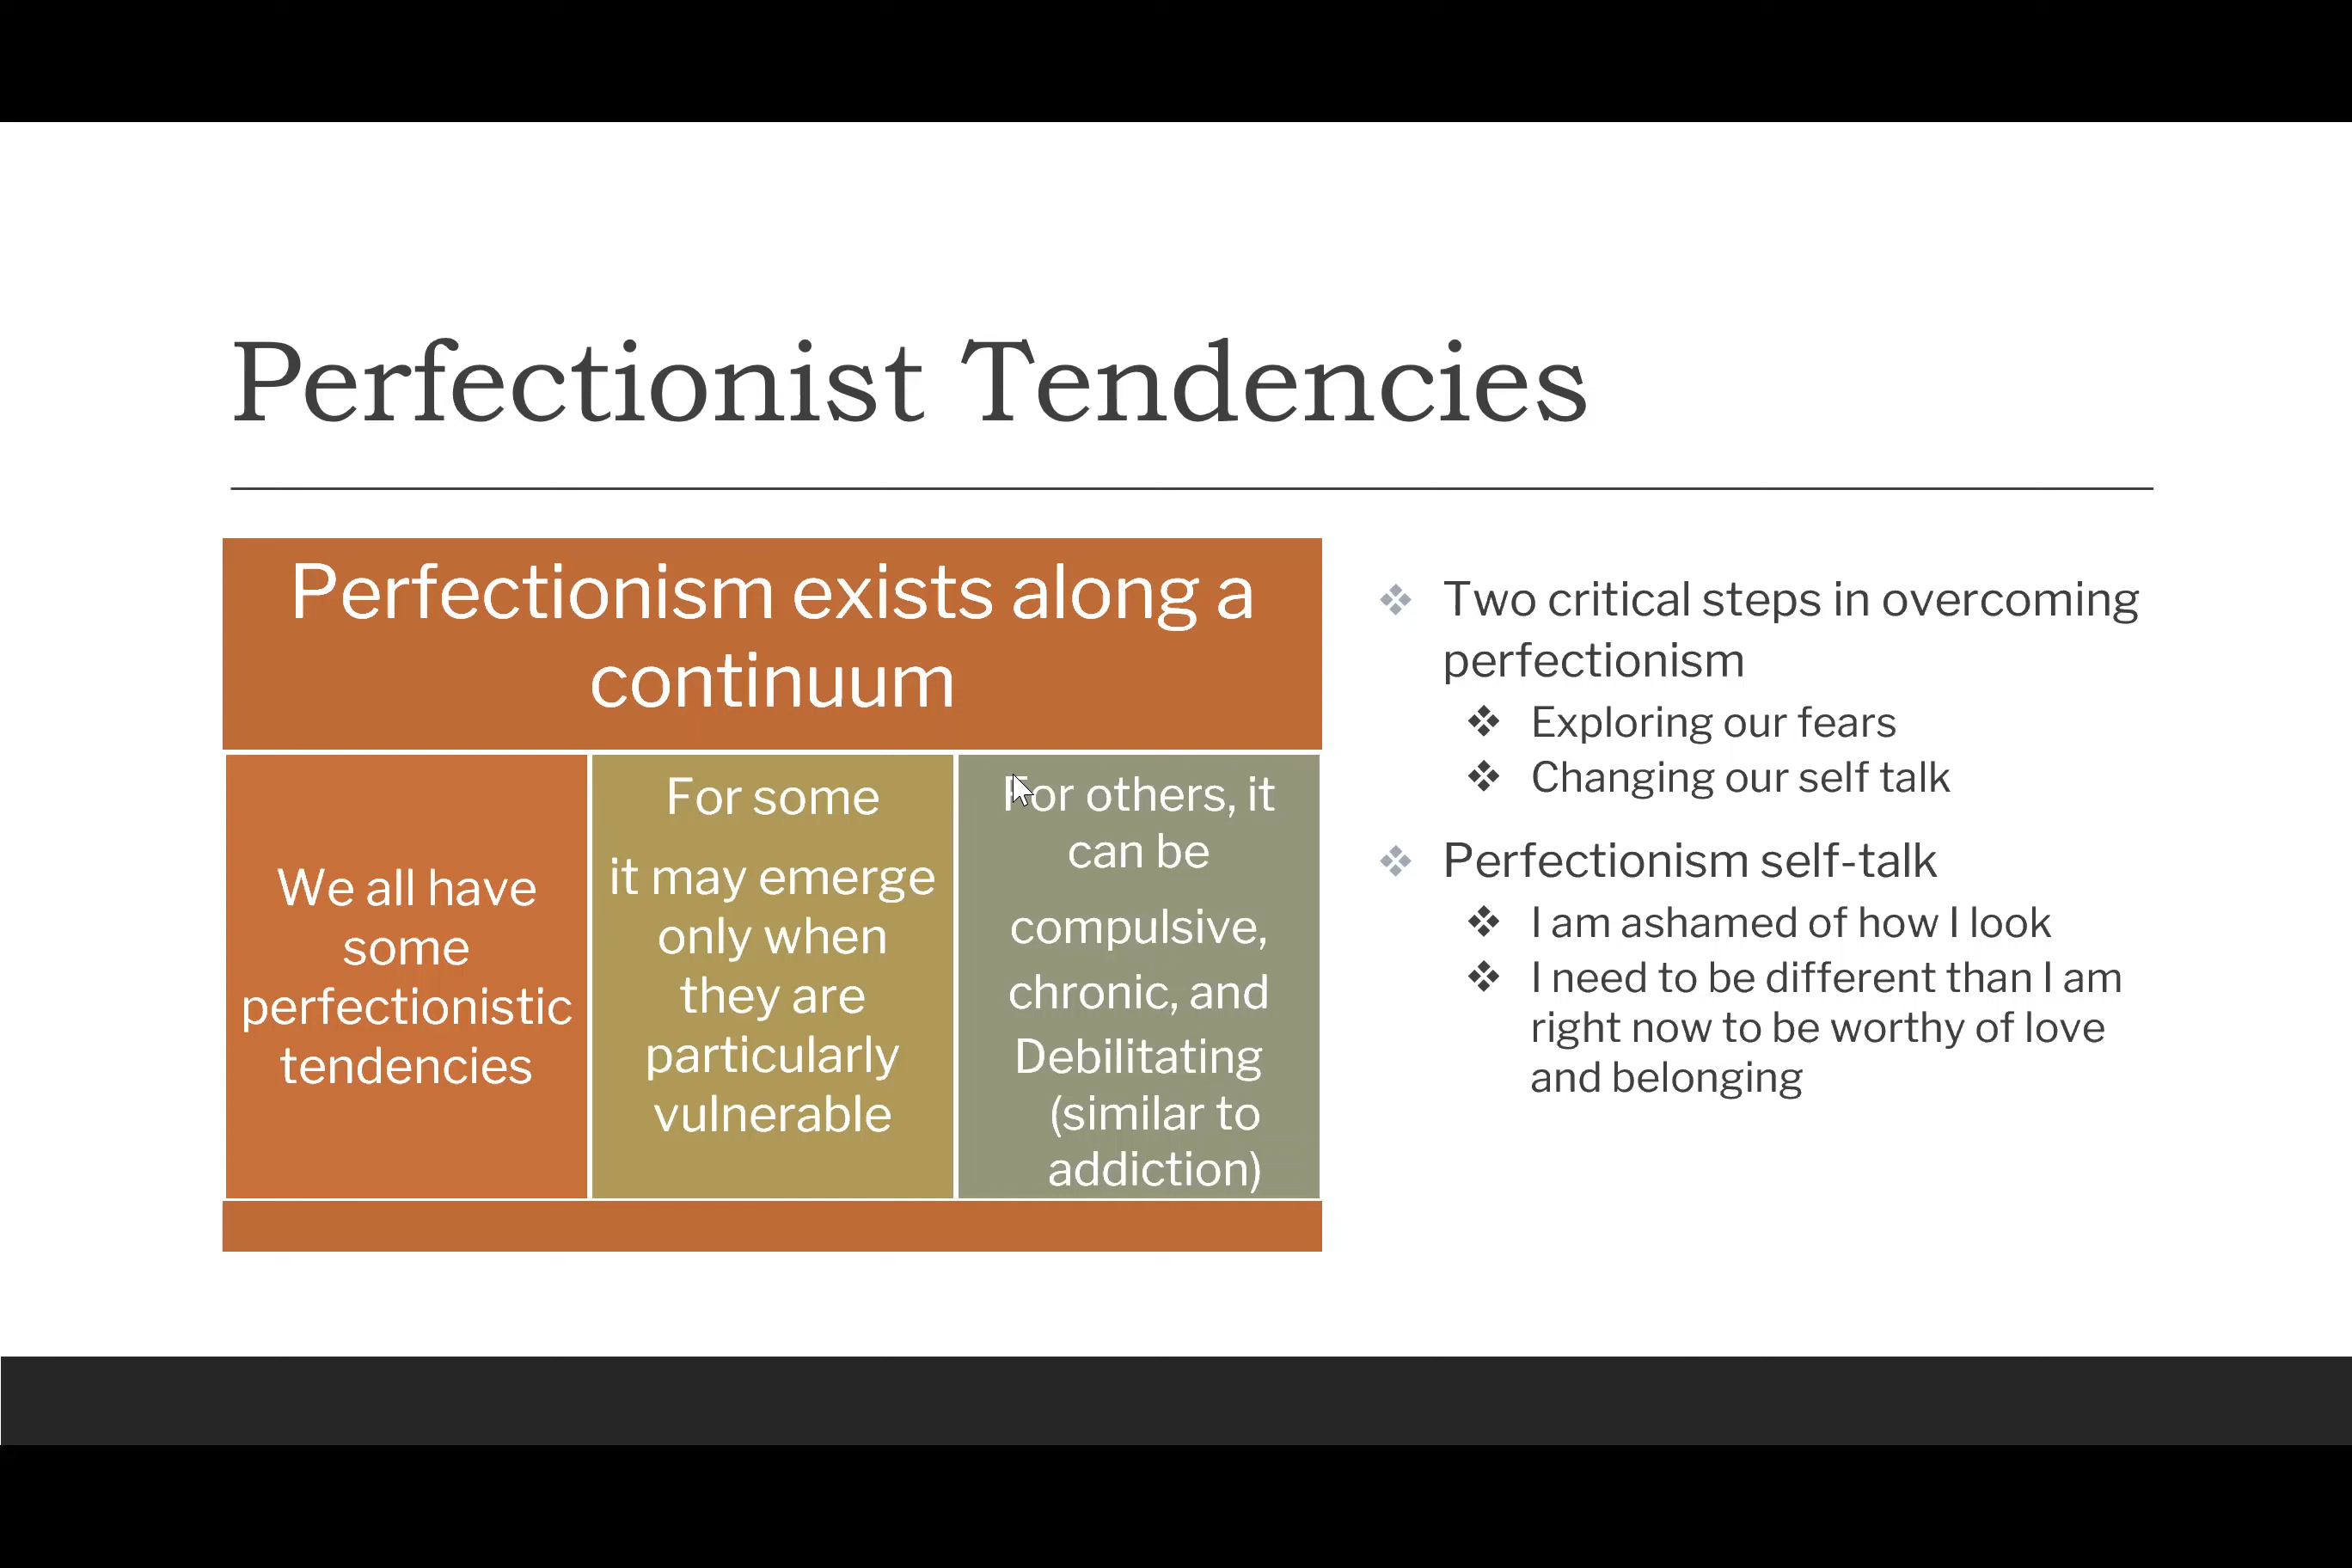 Perfectionist Tendencies
Perfectionism exists along a
continuum
We all have
some
perfectionistic
tendencies
For some
it may emerge
only when
they are
particularly
vulnerable
For others, it
can be
compulsive,
chronic, and
Debilitating
(similar to
addiction)
Two critical steps in overcoming
perfectionism
Exploring our fears
Changing our self talk
Perfectionism self-talk
I am ashamed of how I look
I need to be different than I am
right now to be worthy of love
and belonging